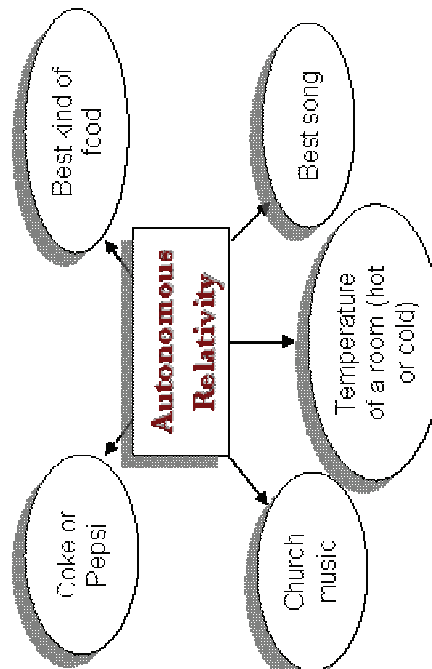 Coke or
Pepsi
Best kind of
food
Autonomous
Relativity
Church
music
Temperature
of a room (hot
or cold)
Best song